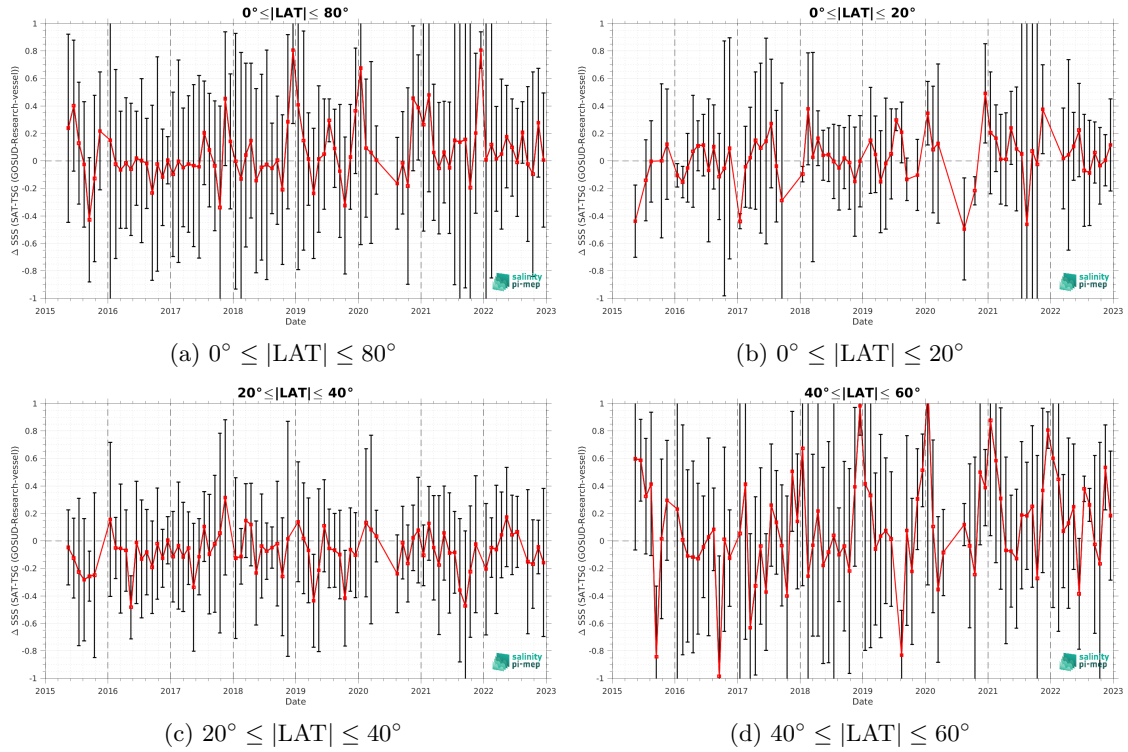 0°≤|LAT|≤ 80°
Δ SSS (SAT-TSG (GOSUD-Research-vessel))
1
0.8
0.6
0.4
0.2
0
-0.2
-0.4
-0.6
-0.8
-1
2015 2016 2017 2018 2019 2020 2021 2022 2023
Date
salinity
pi-mep
(a) 0° ≤ |LAT| ≤ 80°
0°≤|LAT|≤ 20°
Δ SSS (SAT-TSG (GOSUD-Research-vessel))
1
0.8
0.6
0.4
0.2
0
-0.2
-0.4
-0.6
-0.8
-1
2015 2016 2017 2018 2019 2020 2021 2022 2023
Date
salinity
pi-mep
(b) 0° ≤ |LAT| ≤ 20°
20°≤|LAT|≤ 40°
Δ SSS (SAT-TSG (GOSUD-Research-vessel))
1
0.8
0.6
0.4
0.2
0
-0.2
-0.4
-0.6
-0.8
-1
2015 2016 2017 2018 2019 2020 2021 2022 2023
Date
salinity
pi-mep
(c) 20° ≤ |LAT| ≤ 40°
40°≤|LAT|≤ 60°
Δ SSS (SAT-TSG (GOSUD-Research-vessel))
1
0.8
0.6
0.4
0.2
0
-0.2
-0.4
-0.6
-0.8
-1
2015 2016 2017 2018 2019 2020 2021 2022 2023
Date
salinity
pi-mep
(d) 40° ≤ |LAT| ≤ 60°